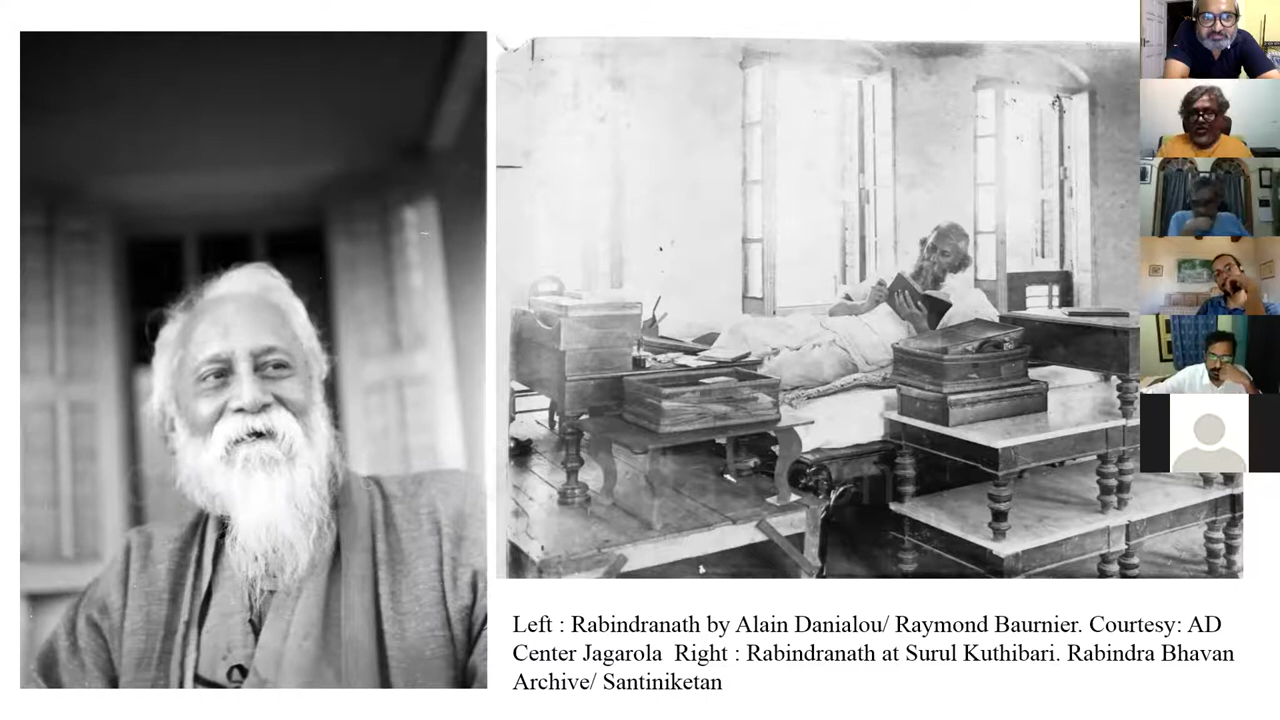 Left : Rabindranath by Alain Danialou/ Raymond Baurnier. Courtesy: AD
Center Jagarola  Right : Rabindranath at Surul Kuthibari. Rabindra Bhavan
Archive/ Santiniketan